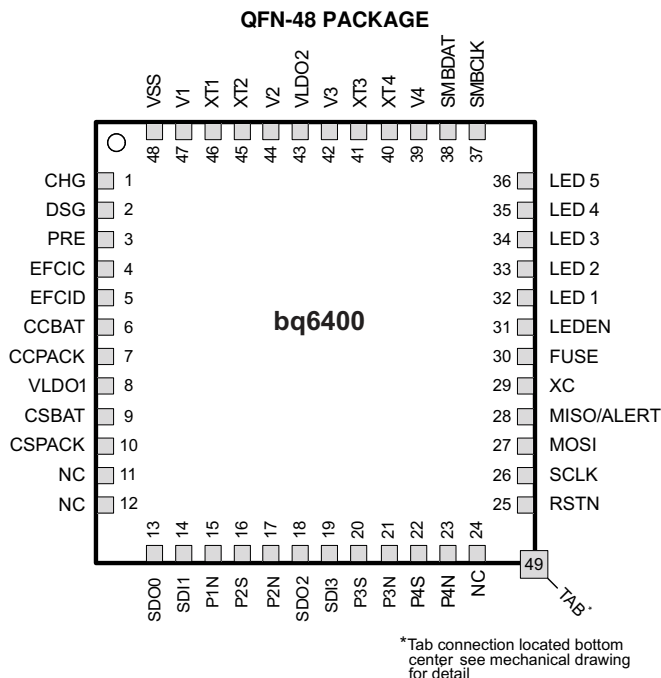 QFN-48 PACKAGE
VSS
V1
XT1
XT2
V2
VLDO2
V3
XT3
XT4
V4
SMBDAT
SMBCLK
48
47
46
45
44
43
42
41
40
39
38
37
CHG 1
DSG 2
PRE 3
EFCIC 4
EFCID 5
CCBAT 6
CCPACK 7
VLDO1 8
CSBAT 9
CSPACK 10
NC 11
NC 12
bq6400
36 LED 5
35 LED 4
34 LED 3
33 LED 2
32 LED 1
31 LEDEN
30 FUSE
29 XC
28 MISO/ALERT
27 MOSI
26 SCLK
25 RSTN
13
14
15
16
17
18
19
20
21
22
23
24
SDO0
SDI1
P1N
P2S
P2N
SDO2
SDI3
P3S
P3N
P4S
P4N
NC
49
TAB*
*Tab connection located bottom
center see mechanical drawing
for detail